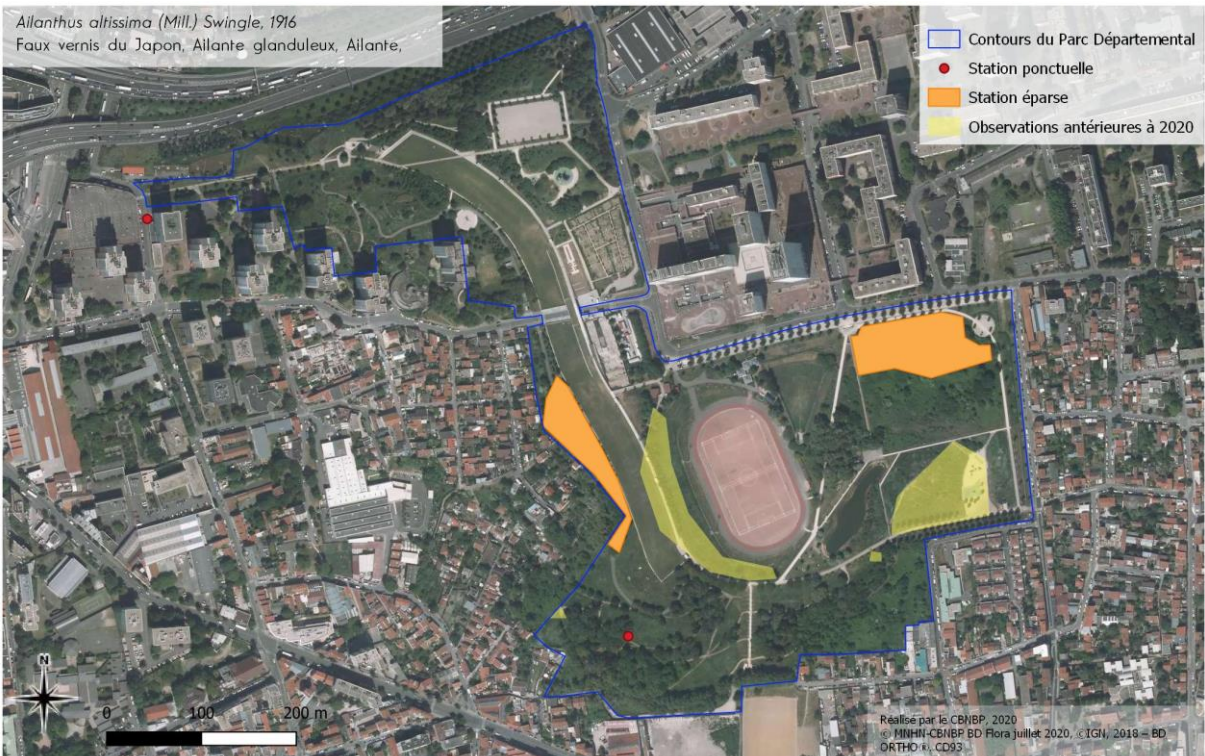 Ailanthus altissima (Mill.) Swingle, 1916
Faux vernis du Japon, Ailante glanduleux, Ailante,
Contours du Parc Départemental
Station ponctuelle
Station éparse
Observations antérieures à 2020
N
0 100 200 m
Réalisé par le CBNBP, 2020
© MNHN-CBNBP BD Flora juillet 2020, © IGN, 2018 – BD
ORTHO ®, CD93